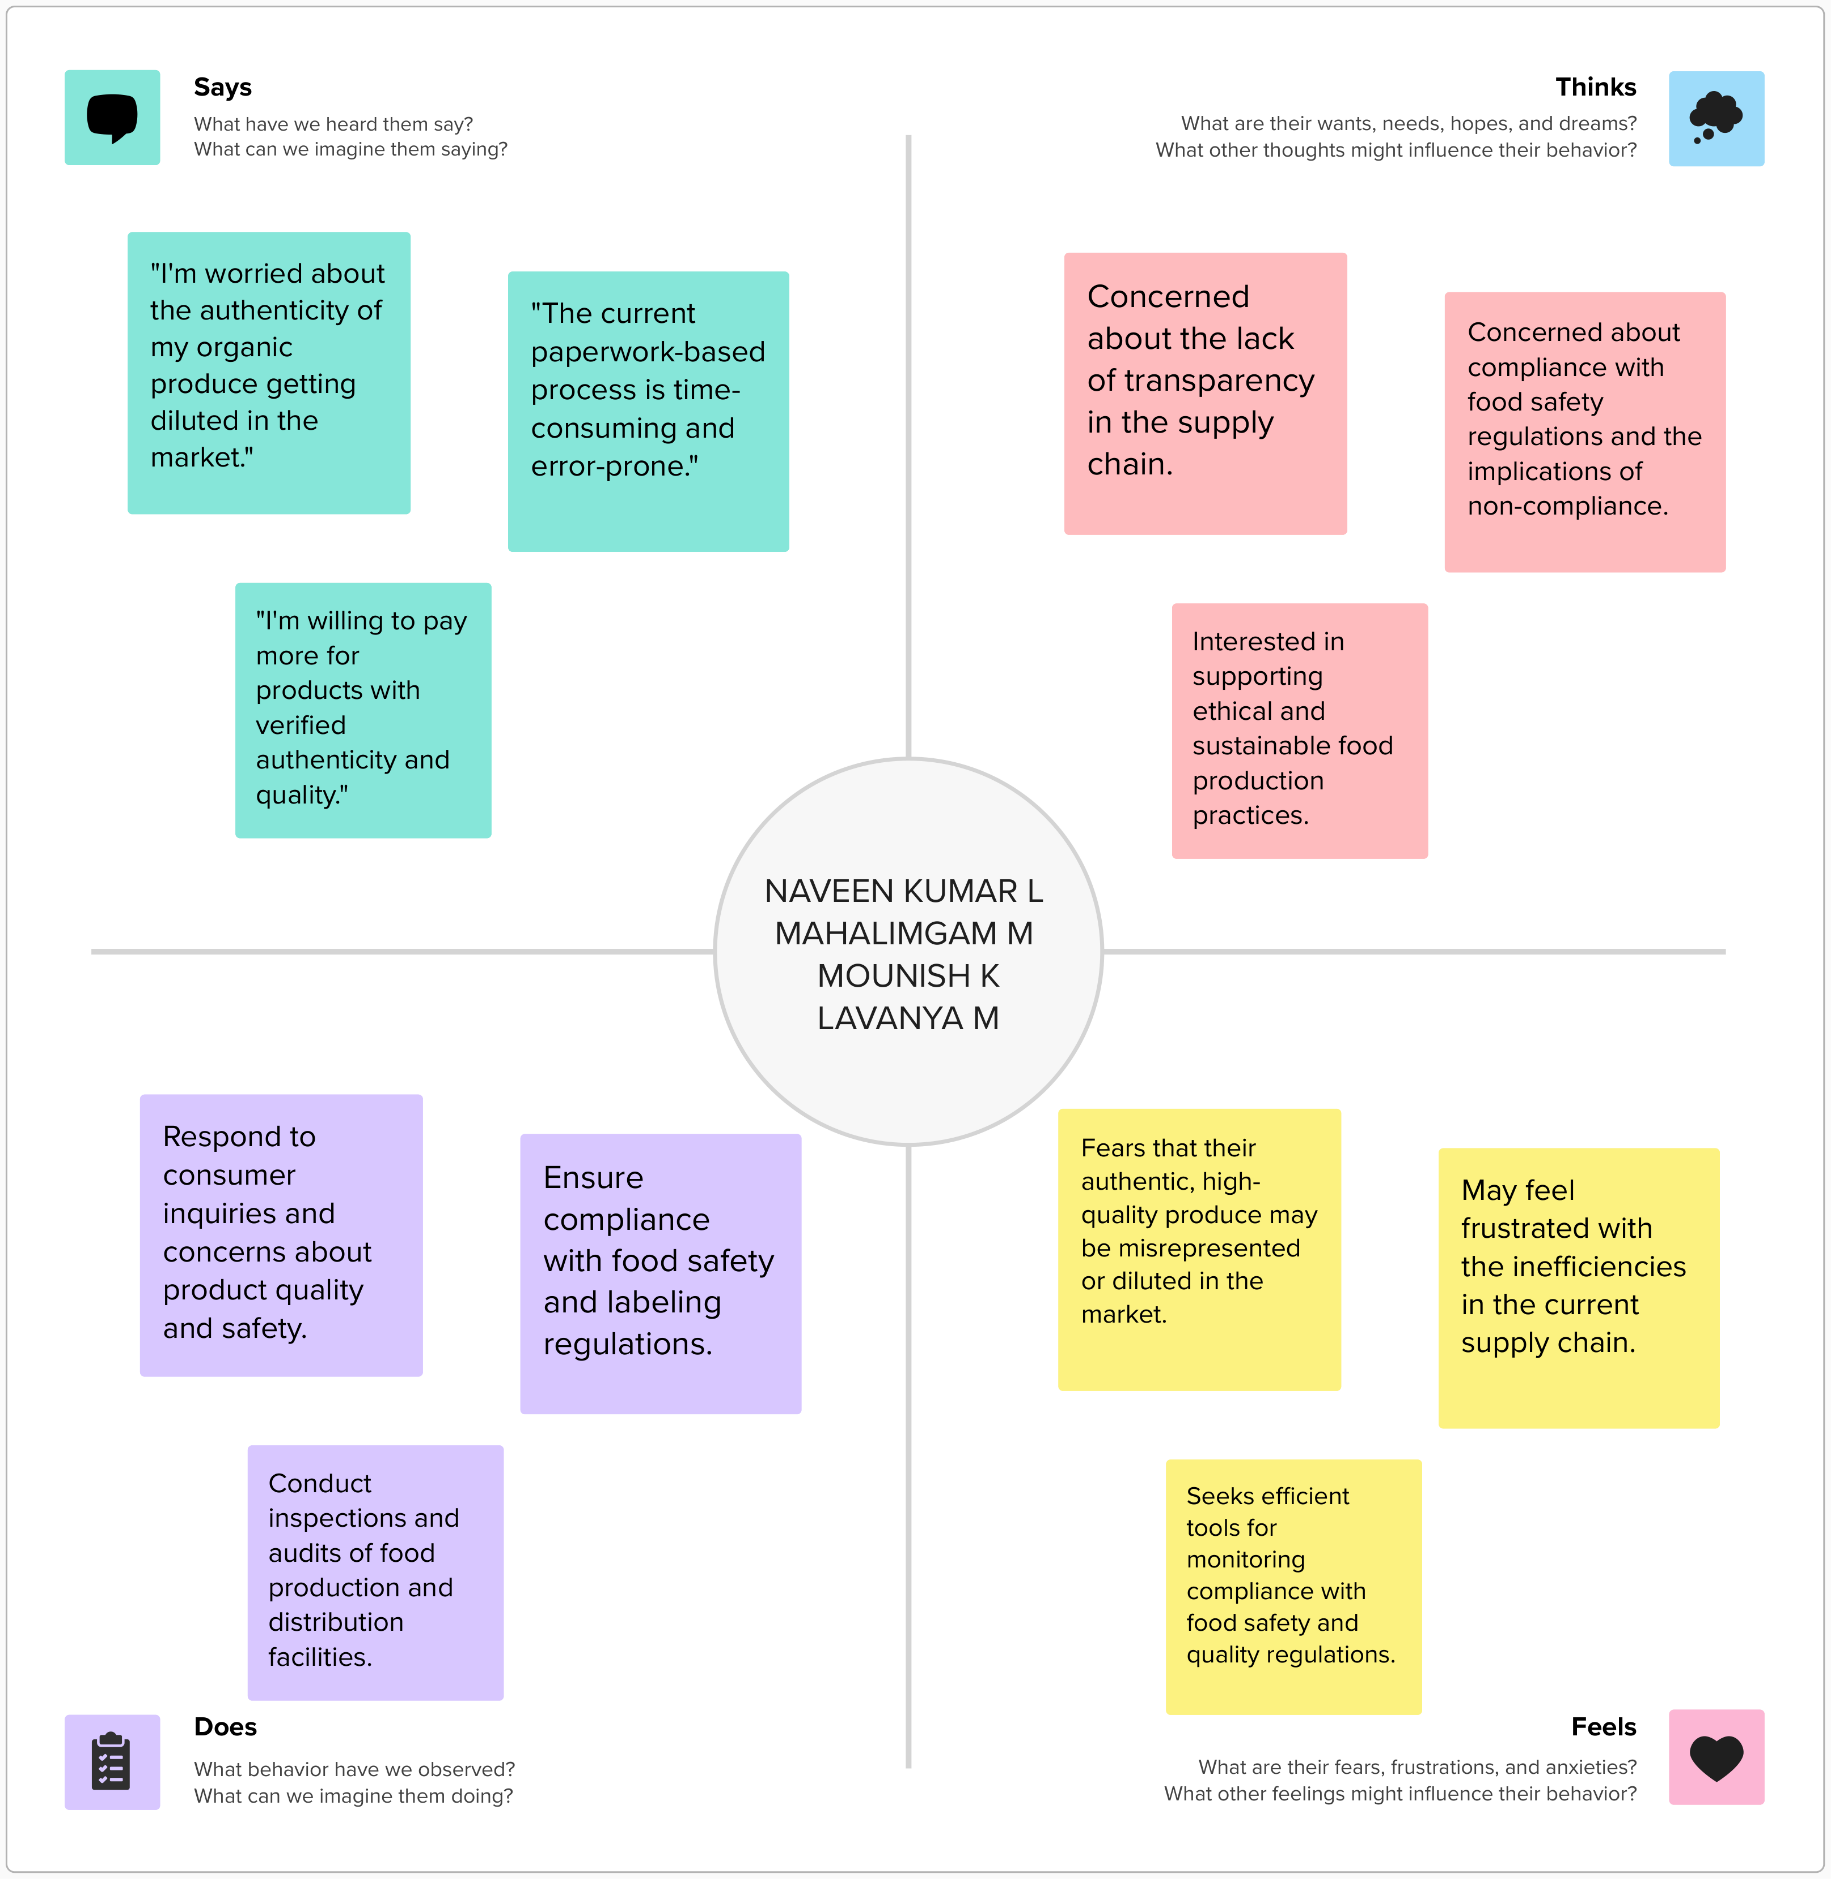 Says
What have we heard them say?
What can we imagine them saying?
"I'm worried about
the authenticity of
my organic
produce getting
diluted in the
market."
"The current
paperwork-based
process is time-
consuming and
error-prone."
"I'm willing to pay
more for
products with
verified
authenticity and
quality."
Thinks
What are their wants, needs, hopes, and dreams?
What other thoughts might influence their behavior?
Concerned
about the lack
of transparency
in the supply
chain.
Concerned about
compliance with
food safety
regulations and the
implications of
non-compliance.
Interested in
supporting
ethical and
sustainable food
production
practices.
NAVEEN KUMAR L
MAHALIMGAM M
MOUNISH K
LAVANYA M
Respond to
consumer
inquiries and
concerns about
product quality
and safety.
Ensure
compliance
with food safety
and labeling
regulations.
Conduct
inspections and
audits of food
production and
distribution
facilities.
Does
What behavior have we observed?
What can we imagine them doing?
Fears that their
authentic, high-
quality produce may
be misrepresented
or diluted in the
market.
May feel
frustrated with
the inefficiencies
in the current
supply chain.
Seeks efficient
tools for
monitoring
compliance with
food safety and
quality regulations.
Feels
What are their fears, frustrations, and anxieties?
What other feelings might influence their behavior?